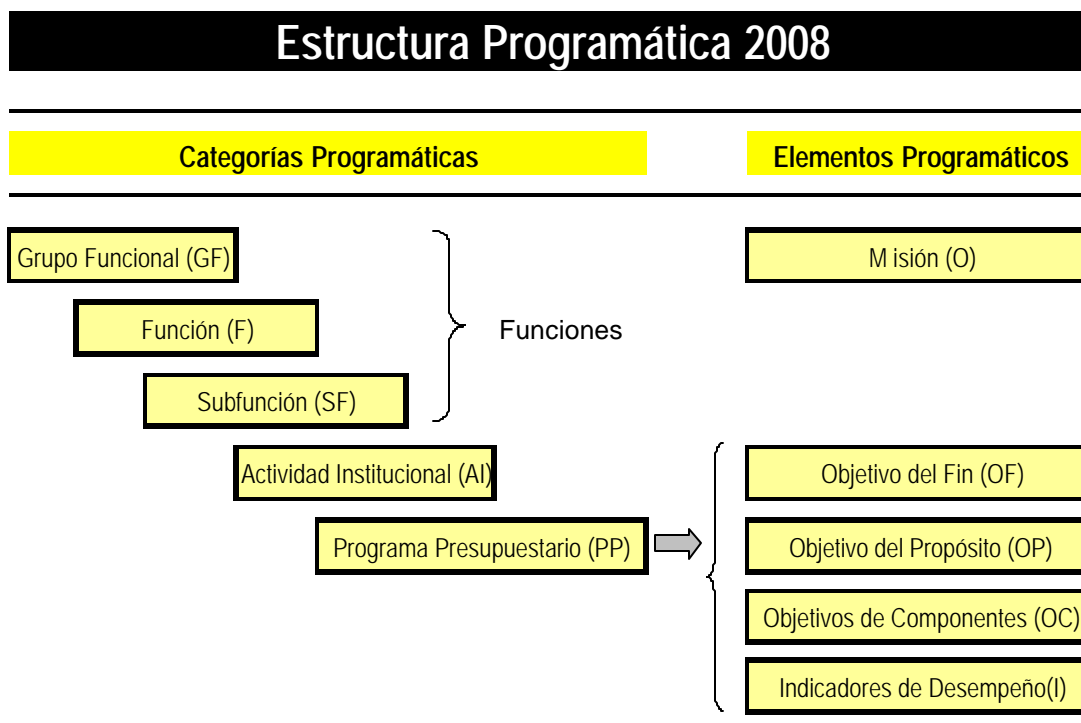 Estructura Programática 2008
Categorías Programáticas
Elementos Programáticos
Grupo Funcional (GF)
Misión (O)
Función (F)
Funciones
Subfunción (SF)
Actividad Institucional (AI)
Objetivo del Fin (OF)
Programa Presupuestario (PP)
Objetivo del Propósito (OP)
Objetivos de Componentes (OC)
Indicadores de Desempeño(I)